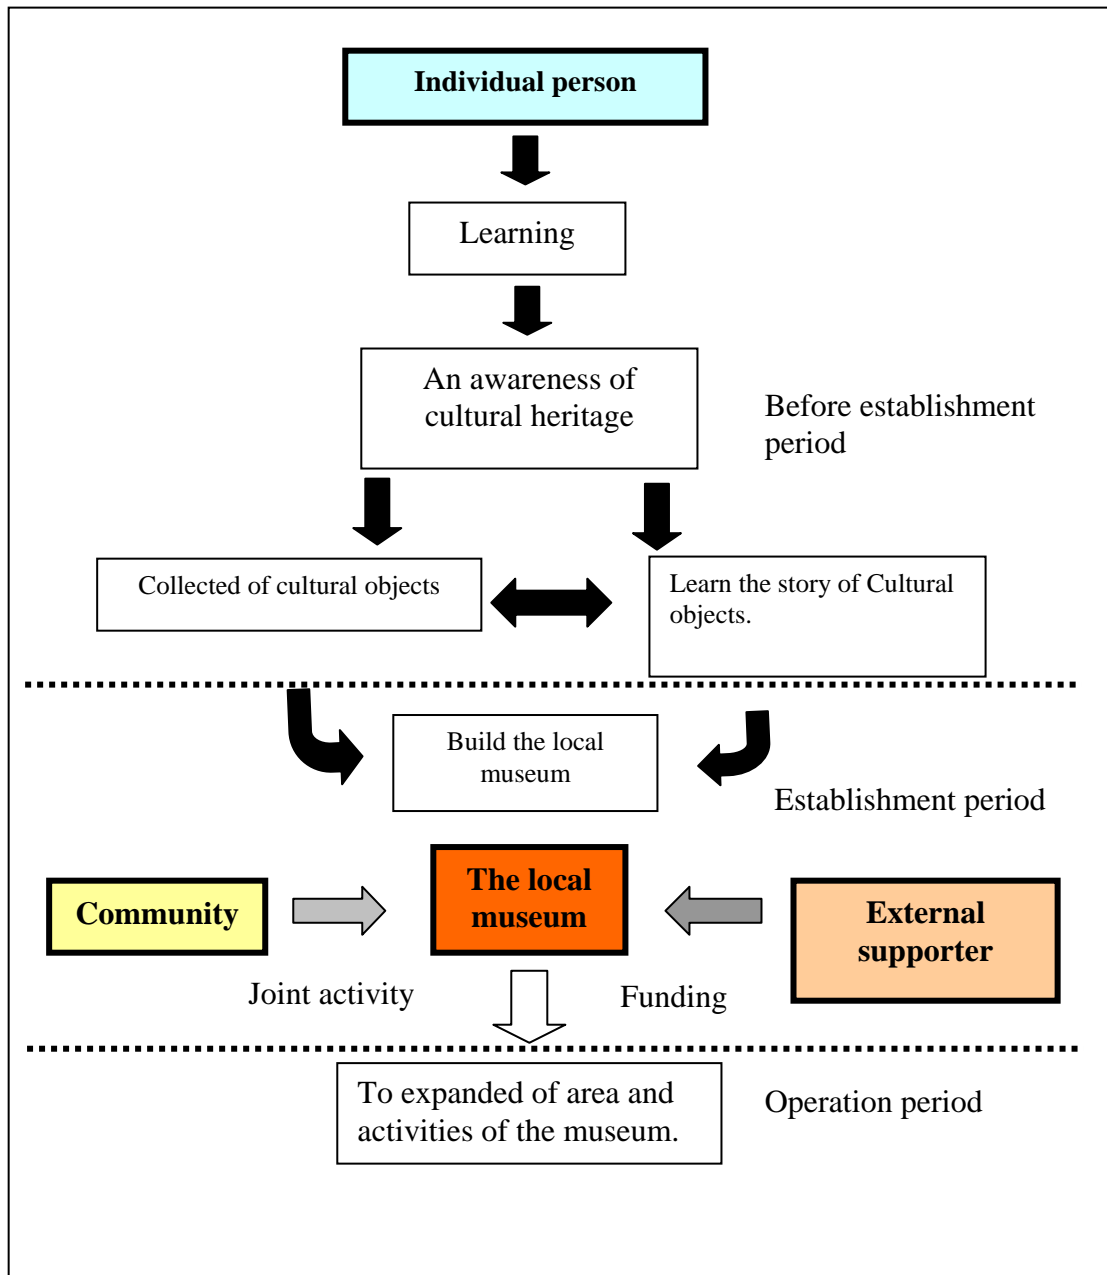 Individual person
Learning
An awareness of
cultural heritage
Before establishment
period
Collected of cultural objects
Learn the story of Cultural
objects.
Build the local
museum
Establishment period
Community
The local
museum
External
supporter
Joint activity
Funding
To expanded of area and
activities of the museum.
Operation period